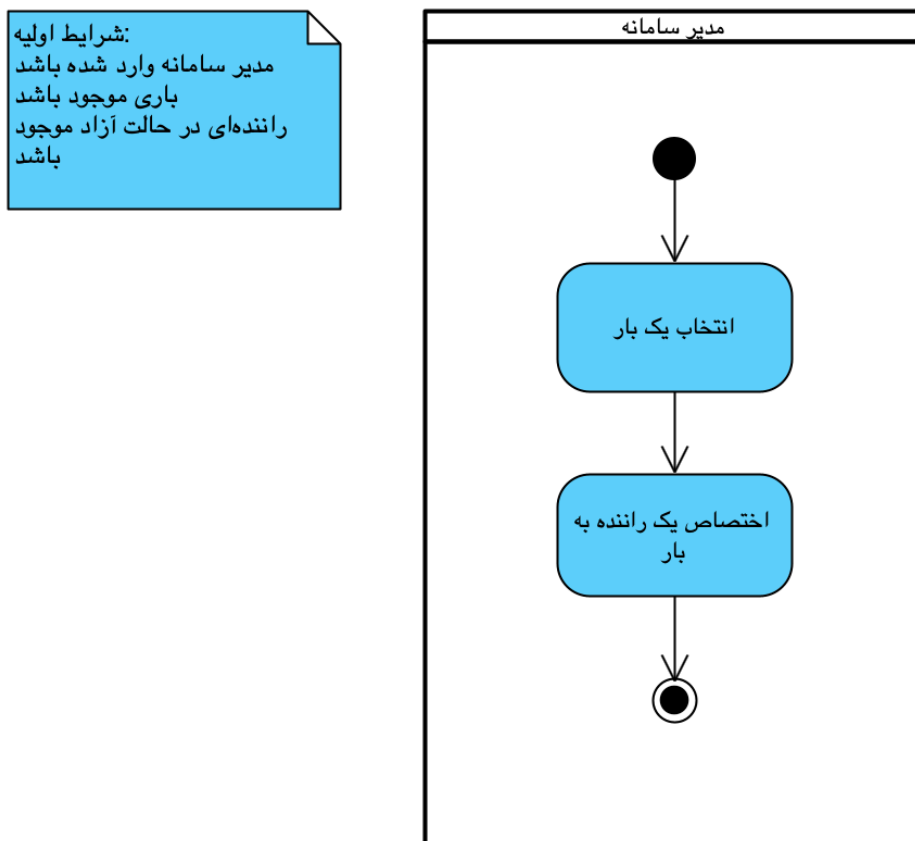 شرایط اولیه:
مدیر سامانه وارد شده باشد
باری موجود باشد
راننده‌ای در حالت آزاد موجود
باشد
مدیر سامانه
انتخاب یک بار
اختصاص یک راننده به
بار